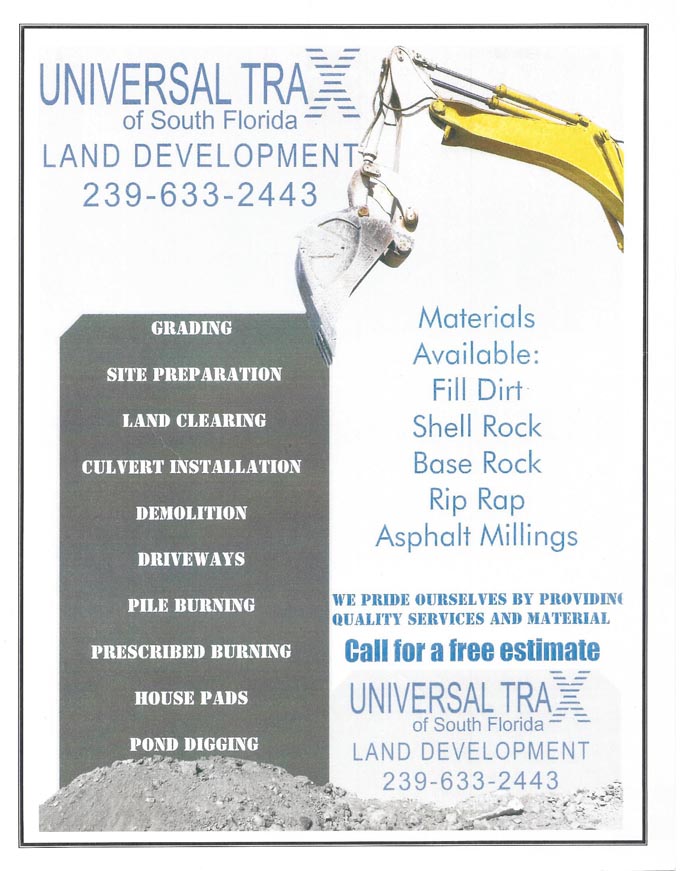 UNIVERSAL TRAX
of South Florida
LAND DEVELOPMENT
239-633-2443
GRADING
SITE PREPARATION
LAND CLEARING
CULVERT INSTALLATION
DEMOLITION
DRIVEWAYS
PILE BURNING
PRESCRIBED BURNING
HOUSE PADS
POND DIGGING
Materials
Available:
Fill Dirt
Shell Rock
Base Rock
Rip Rap
Asphalt Millings
WE PRIDE OURSELVES BY PROVIDING
QUALITY SERVICES AND MATERIAL
Call for a free estimate
UNIVERSAL TRAX
of South Florida
LAND DEVELOPMENT
239-633-2443